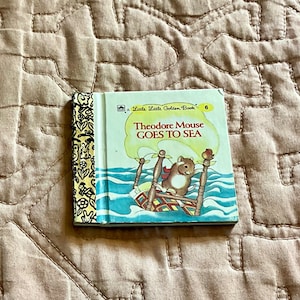 a Little Little Golden Book® 6
Theodore Mouse
GOES TO SEA